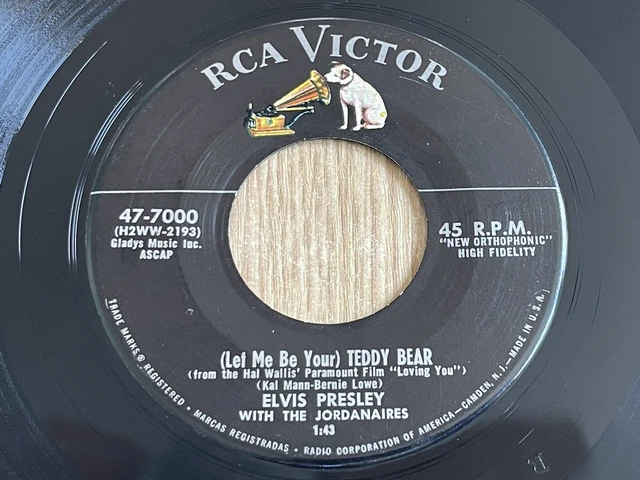 RCA VICTOR
47-7000
(H2WW-2193)
Gladys Music Inc.
ASCAP
45 R.P.M.
"NEW ORTHOPHONIC"
HIGH FIDELITY
(Let Me Be Your) TEDDY BEAR
(from the Hal Wallis' Paramount Film "Loving You")
(Kal Mann-Bernie Lowe)
ELVIS PRESLEY
WITH THE JORDANAIRES
1:43
TRADE MARKS ® REGISTERED • MARCAS REGISTRADAS • RADIO CORPORATION OF AMERICA—CAMDEN, N.J.—MADE IN U.S.A.